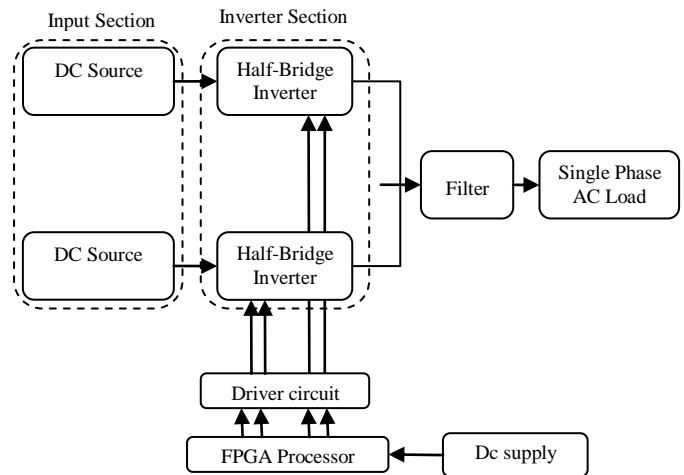 Input Section
Inverter Section
DC Source
Half-Bridge
Inverter
Filter
Single Phase
AC Load
DC Source
Half-Bridge
Inverter
Driver circuit
FPGA Processor
Dc supply